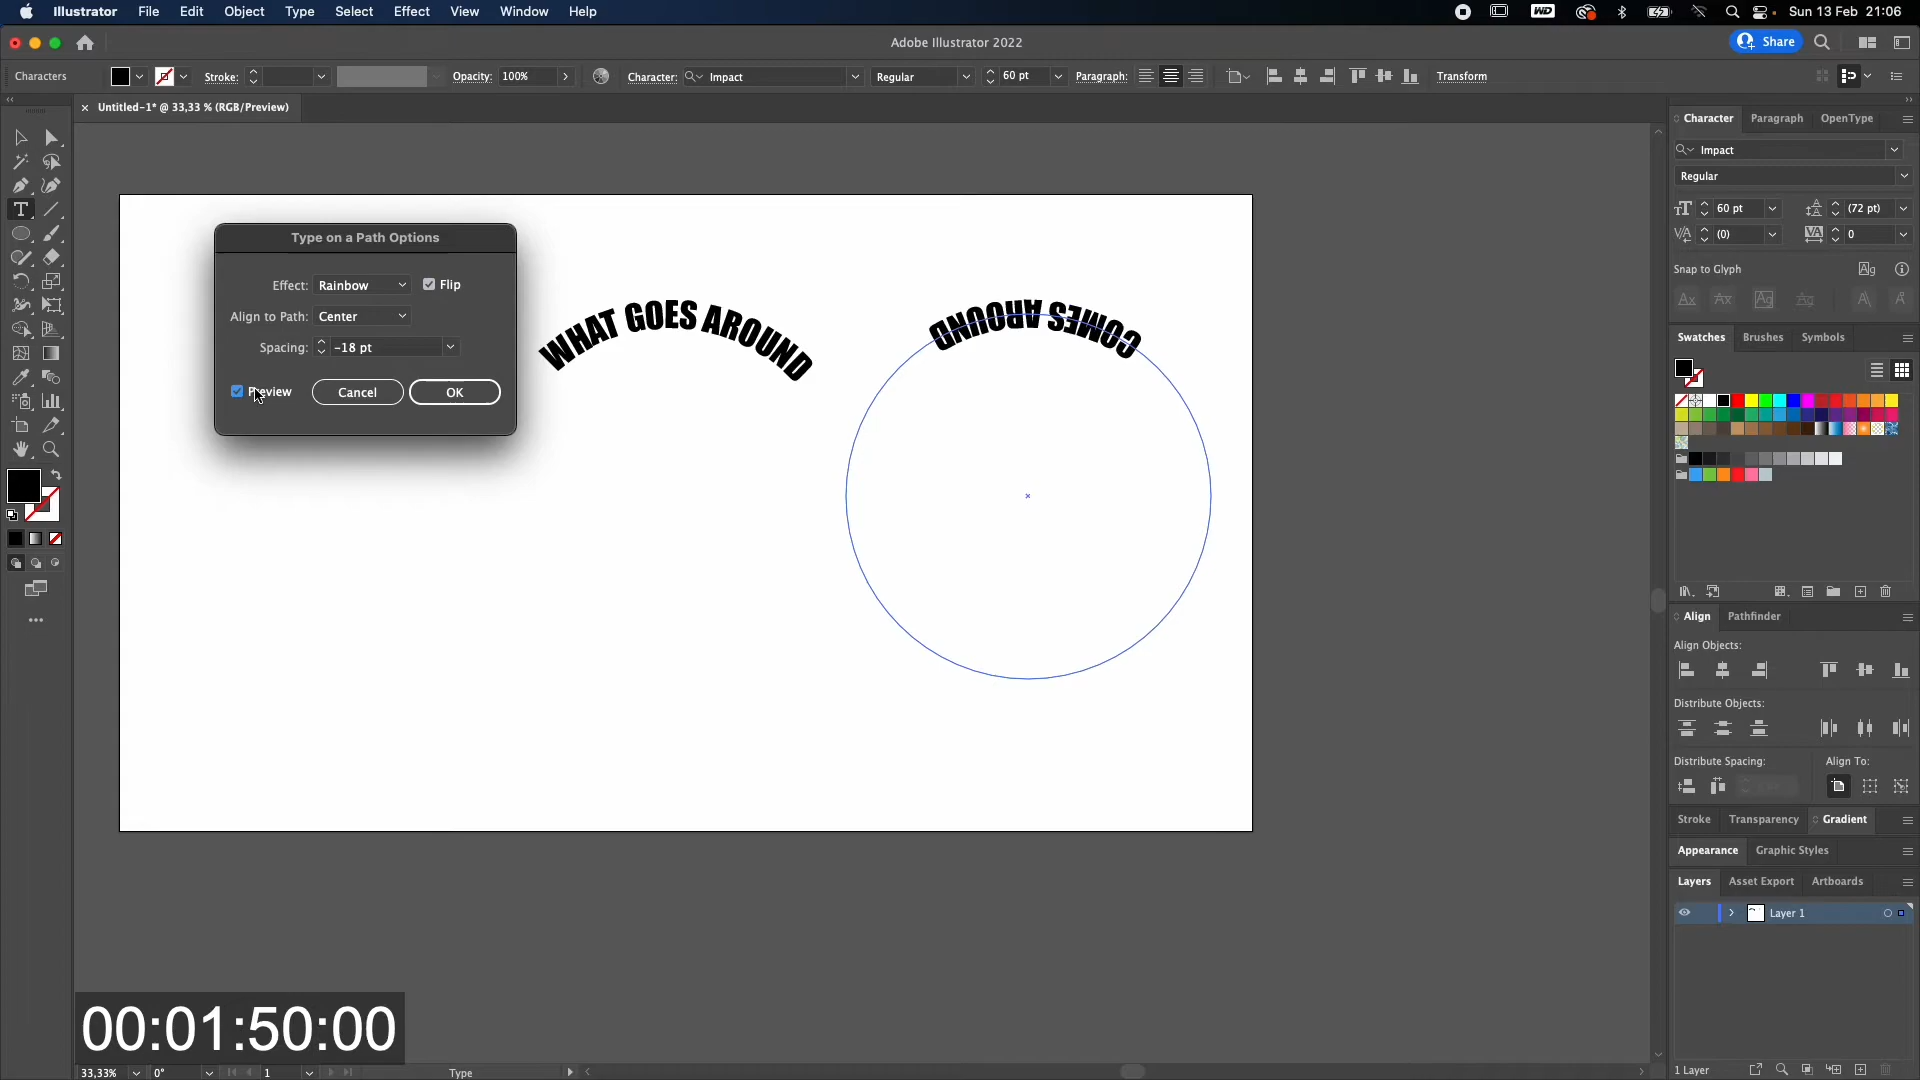 Illustrator File Edit Object Type Select Effect View Window Help
WD
Sun 13 Feb 21:06
Adobe Illustrator 2022
Share
Characters
Stroke:
Opacity: 100%
Character: Impact
Regular
60 pt
Paragraph:
Transform
Untitled-1* @ 33,33 % (RGB/Preview)
Type on a Path Options
Effect: Rainbow
Flip
Align to Path: Center
Spacing: -18 pt
Preview
Cancel
OK
WHAT GOES AROUND
COMES AROUND
Character Paragraph OpenType
Impact
Regular
60 pt
(72 pt)
(0)
0
Snap to Glyph
Swatches Brushes Symbols
Align Pathfinder
Align Objects:
Distribute Objects:
Distribute Spacing:
Align To:
Stroke Transparency Gradient
Appearance Graphic Styles
Layers Asset Export Artboards
Layer 1
1 Layer
00:01:50:00
33,33%
0°
1
Type